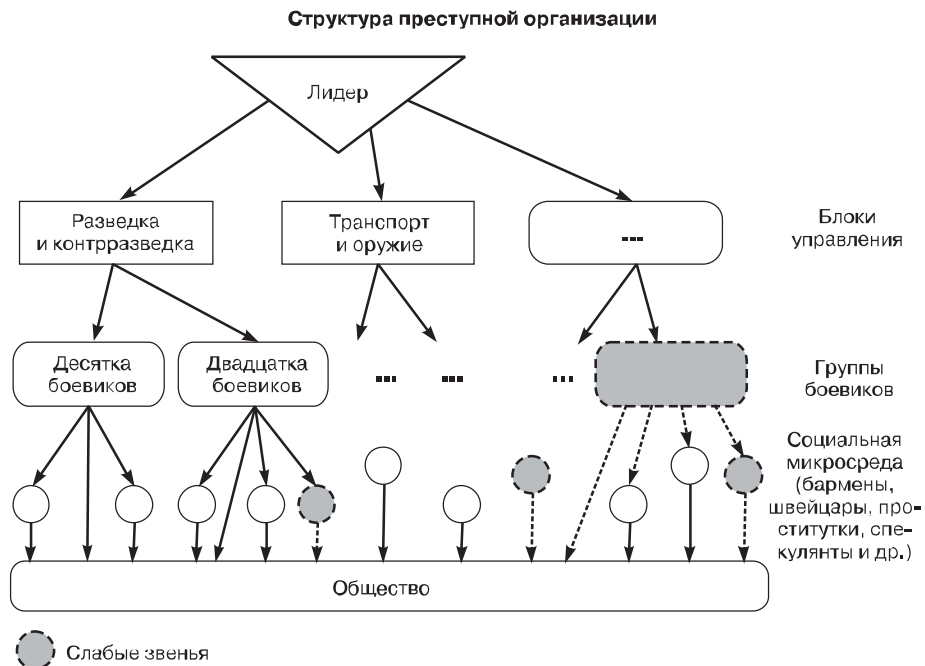 Структура преступной организации
Лидер
Разведка
и контрразведка
Транспорт
и оружие
...
Блоки
управления
Десятка
боевиков
Двадцатка
боевиков
...
...
...
Группы
боевиков
Социальная
микросреда
(бармены,
швейцары, про-
ститутки, спе-
кулянты и др.)
Общество
Слабые звенья